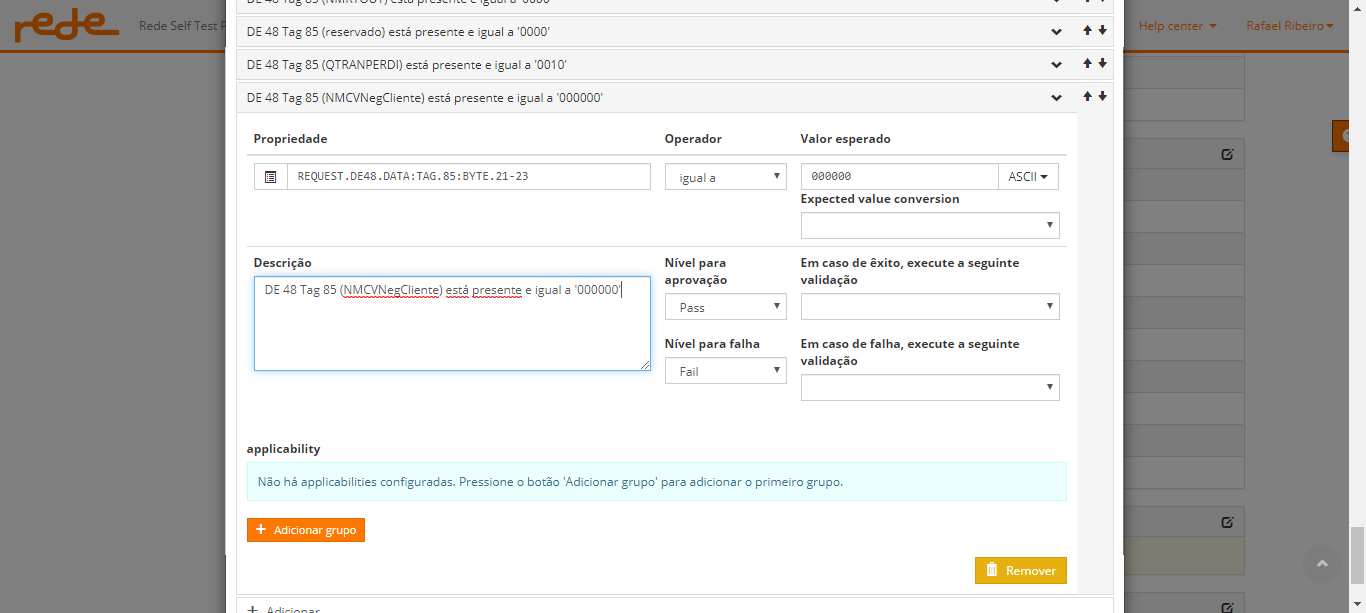 DE 48 Tag 85 (NMRTOUT) está presente e igual a '0000'
rede
Rede Self Test
Help center
Rafael Ribeiro
DE 48 Tag 85 (reservado) está presente e igual a '0000'
DE 48 Tag 85 (QTRANPERDI) está presente e igual a '0010'
DE 48 Tag 85 (NMCVNegCliente) está presente e igual a '000000'
Propriedade
Operador
Valor esperado
REQUEST.DE48.DATA:TAG.85:BYTE.21-23
igual a
000000
ASCII
Expected value conversion
Descrição
DE 48 Tag 85 (NMCVNegCliente) está presente e igual a '000000'
Nível para
aprovação
Pass
Em caso de êxito, execute a seguinte
validação
Nível para falha
Fail
Em caso de falha, execute a seguinte
validação
applicability
Não há applicabilities configuradas. Pressione o botão 'Adicionar grupo' para adicionar o primeiro grupo.
+ Adicionar grupo
Remover
+ Adicionar